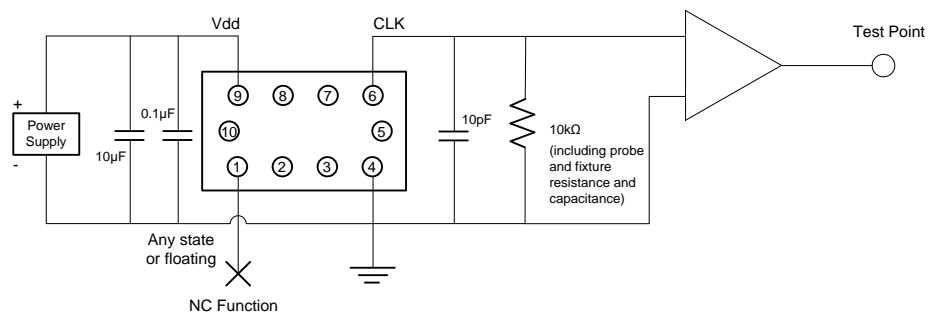 Vdd
CLK
Test Point
+
Power
Supply
-
10µF
0.1µF
9
8
7
6
10
5
1
2
3
4
10pF
10kΩ
(including probe
and fixture
resistance and
capacitance)
Any state
or floating
NC Function